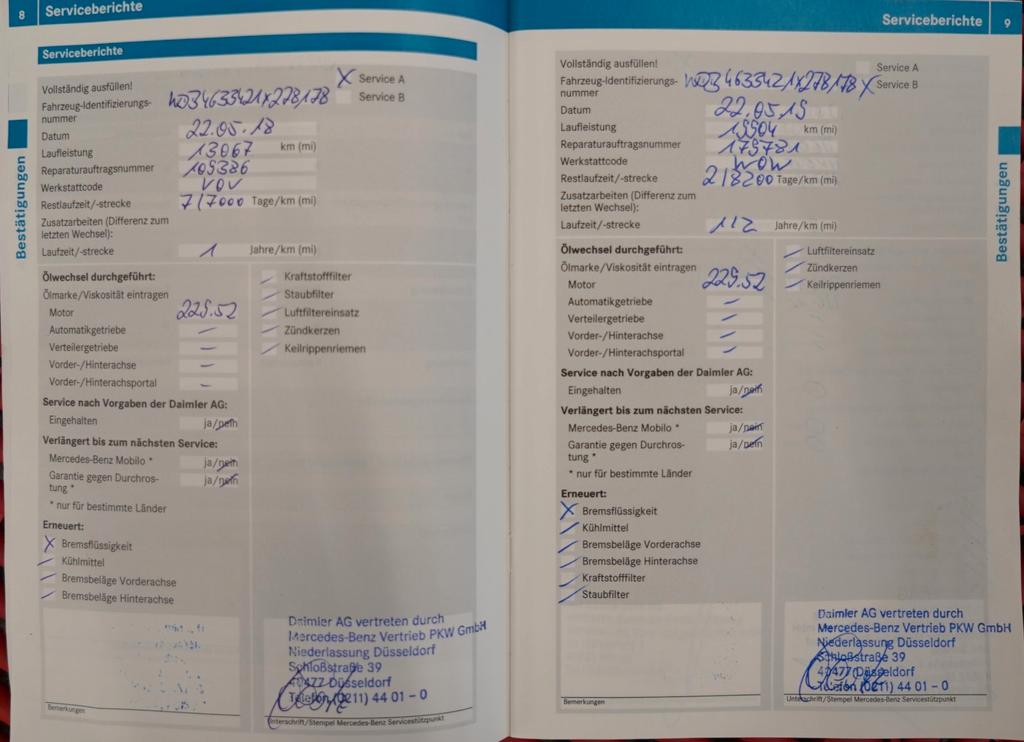 8 Serviceberichte
Serviceberichte
Vollständig ausfüllen! X Service A
Fahrzeug-Identifizierungs- WDB4633421X278178 Service B
nummer
Datum 22.05.18
Laufleistung 13067 km (mi)
Reparaturauftragsnummer 109386
Werkstattcode VOV
Restlaufzeit/-strecke 7/7000 Tage/km (mi)
Zusatzarbeiten (Differenz zum
letzten Wechsel):
Laufzeit/-strecke 1 Jahre/km (mi)
Ölwechsel durchgeführt: Kraftstofffilter
Ölmarke/Viskosität eintragen Staubfilter
Motor 229.52 Luftfiltereinsatz
Automatikgetriebe – Zündkerzen
Verteilergetriebe – Keilrippenriemen
Vorder-/Hinterachse –
Vorder-/Hinterachsportal –
Service nach Vorgaben der Daimler AG:
Eingehalten ja/nein
Verlängert bis zum nächsten Service:
Mercedes-Benz Mobilo * ja/nein
Garantie gegen Durchros- ja/nein
tung *
* nur für bestimmte Länder
Erneuert:
X Bremsflüssigkeit
Kühlmittel
Bremsbeläge Vorderachse
Bremsbeläge Hinterachse
Daimler AG vertreten durch
Mercedes-Benz Vertrieb PKW GmbH
Niederlassung Düsseldorf
Schloßstraße 39
40477 Düsseldorf
Telefon (0211) 44 01 – 0
Bemerkungen Unterschrift/Stempel Mercedes-Benz Servicestützpunkt
Bestätigungen
Serviceberichte 9
Vollständig ausfüllen! Service A
Fahrzeug-Identifizierungs- WDB4633421X278178 X Service B
nummer
Datum 22.05.19
Laufleistung 19904 km (mi)
Reparaturauftragsnummer 179781
Werkstattcode WOW
Restlaufzeit/-strecke 2/8200 Tage/km (mi)
Zusatzarbeiten (Differenz zum
letzten Wechsel):
Laufzeit/-strecke Jahre/km (mi)
Ölwechsel durchgeführt: Luftfiltereinsatz
Ölmarke/Viskosität eintragen Zündkerzen
Motor 229.52 Keilrippenriemen
Automatikgetriebe –
Verteilergetriebe –
Vorder-/Hinterachse –
Vorder-/Hinterachsportal –
Service nach Vorgaben der Daimler AG:
Eingehalten ja/nein
Verlängert bis zum nächsten Service:
Mercedes-Benz Mobilo * ja/nein
Garantie gegen Durchros- ja/nein
tung *
* nur für bestimmte Länder
Erneuert:
X Bremsflüssigkeit
Kühlmittel
Bremsbeläge Vorderachse
Bremsbeläge Hinterachse
Kraftstofffilter
Staubfilter
Daimler AG vertreten durch
Mercedes-Benz Vertrieb PKW GmbH
Niederlassung Düsseldorf
Schloßstraße 39
40477 Düsseldorf
Telefon (0211) 44 01 – 0
Bemerkungen Unterschrift/Stempel Mercedes-Benz Servicestützpunkt
Bestätigungen